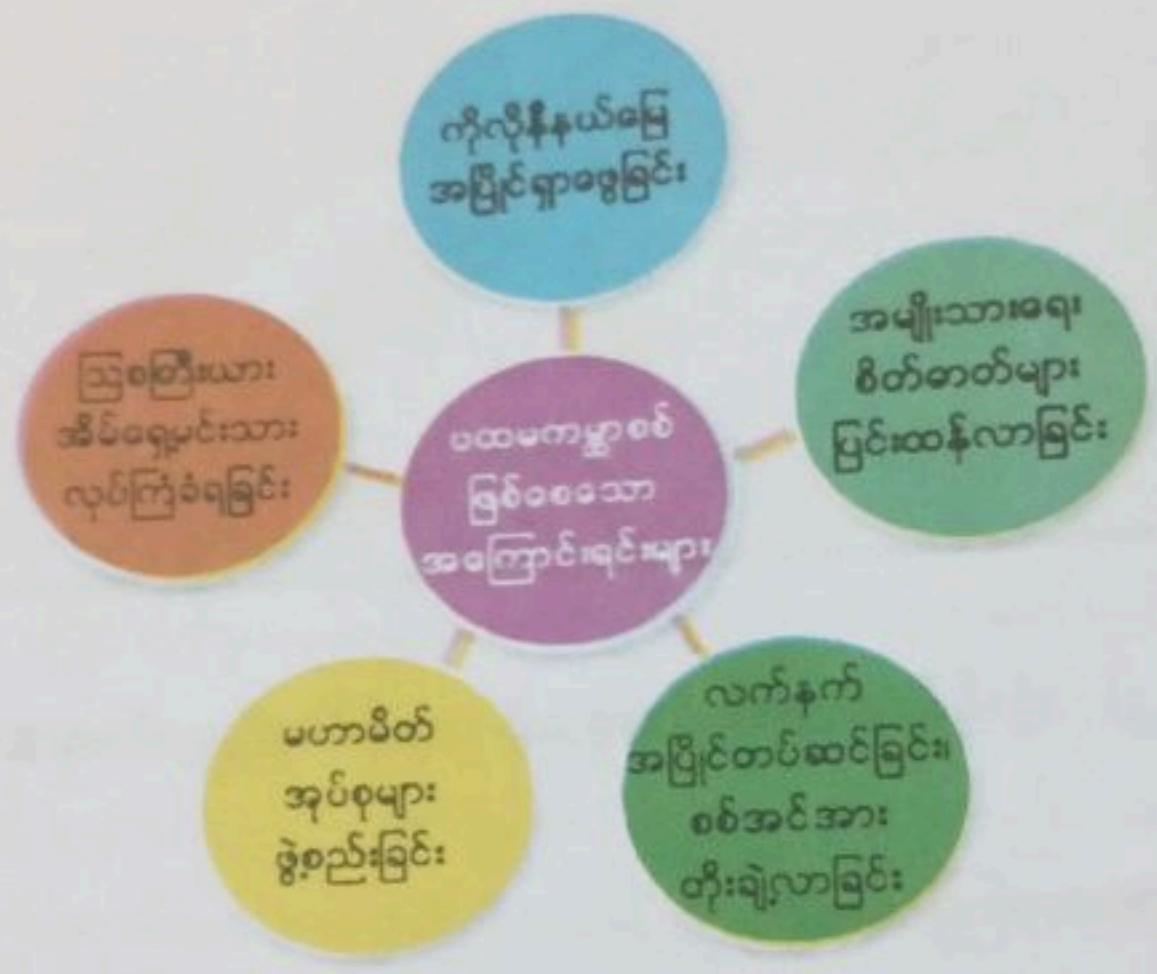 ကိုလိုနီနယ်မြေ
အပြိုင်ရှာဖွေခြင်း
အမျိုးသားရေး
စိတ်ဓာတ်များ
ပြင်းထန်လာခြင်း
ဩစတြီးယား
အိမ်ရှေ့မင်းသား
လုပ်ကြံခံရခြင်း
ပထမကမ္ဘာစစ်
ဖြစ်စေသော
အကြောင်းရင်းများ
လက်နက်
အပြိုင်တပ်ဆင်ခြင်း၊
စစ်အင်အား
တိုးချဲ့လာခြင်း
မဟာမိတ်
အုပ်စုများ
ဖွဲ့စည်းခြင်း